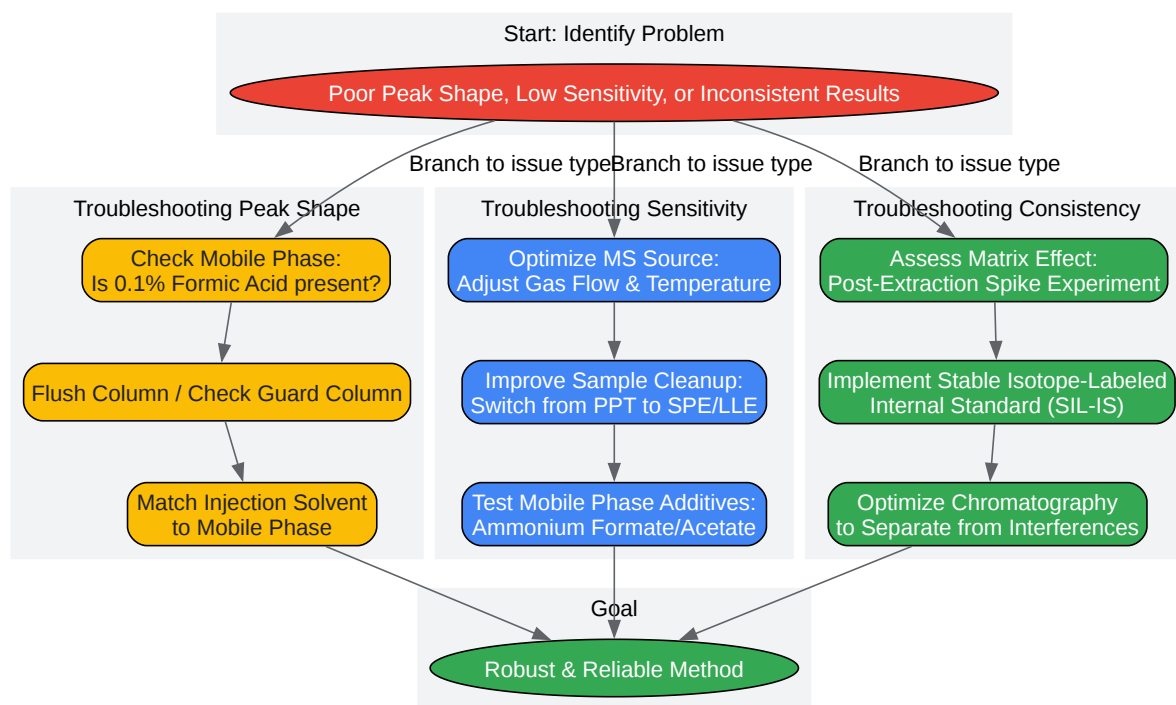 Start: Identify Problem
Poor Peak Shape, Low Sensitivity, or Inconsistent Results
Branch to issue type
Branch to issue type
Branch to issue type
Troubleshooting Peak Shape
Check Mobile Phase:
Is 0.1% Formic Acid present?
Flush Column / Check Guard Column
Match Injection Solvent
to Mobile Phase
Troubleshooting Sensitivity
Optimize MS Source:
Adjust Gas Flow & Temperature
Improve Sample Cleanup:
Switch from PPT to SPE/LLE
Test Mobile Phase Additives:
Ammonium Formate/Acetate
Troubleshooting Consistency
Assess Matrix Effect:
Post-Extraction Spike Experiment
Implement Stable Isotope-Labeled
Internal Standard (SIL-IS)
Optimize Chromatography
to Separate from Interferences
Goal
Robust & Reliable Method